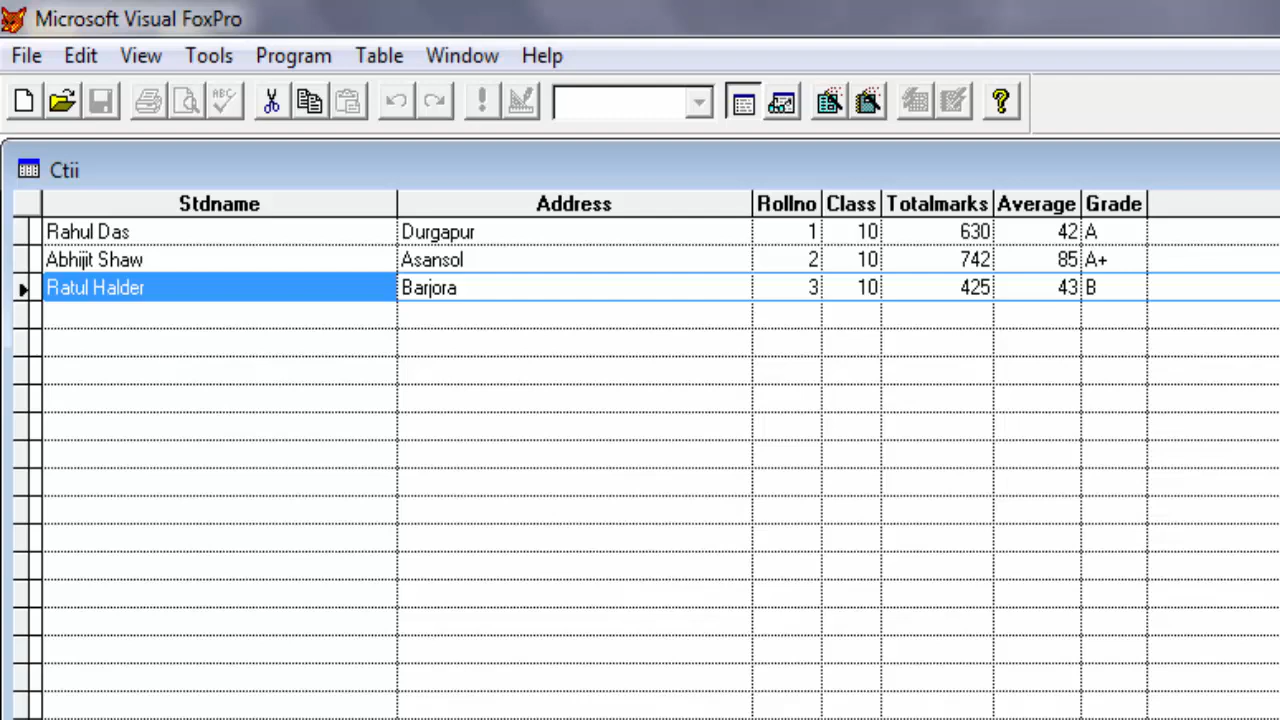 Microsoft Visual FoxPro
File Edit View Tools Program Table Window Help
ABC
Ctii
Stdname Address Rollno Class Totalmarks Average Grade
Rahul Das Durgapur 1 10 630 42 A
Abhijit Shaw Asansol 2 10 742 85 A+
Ratul Halder Barjora 3 10 425 43 B